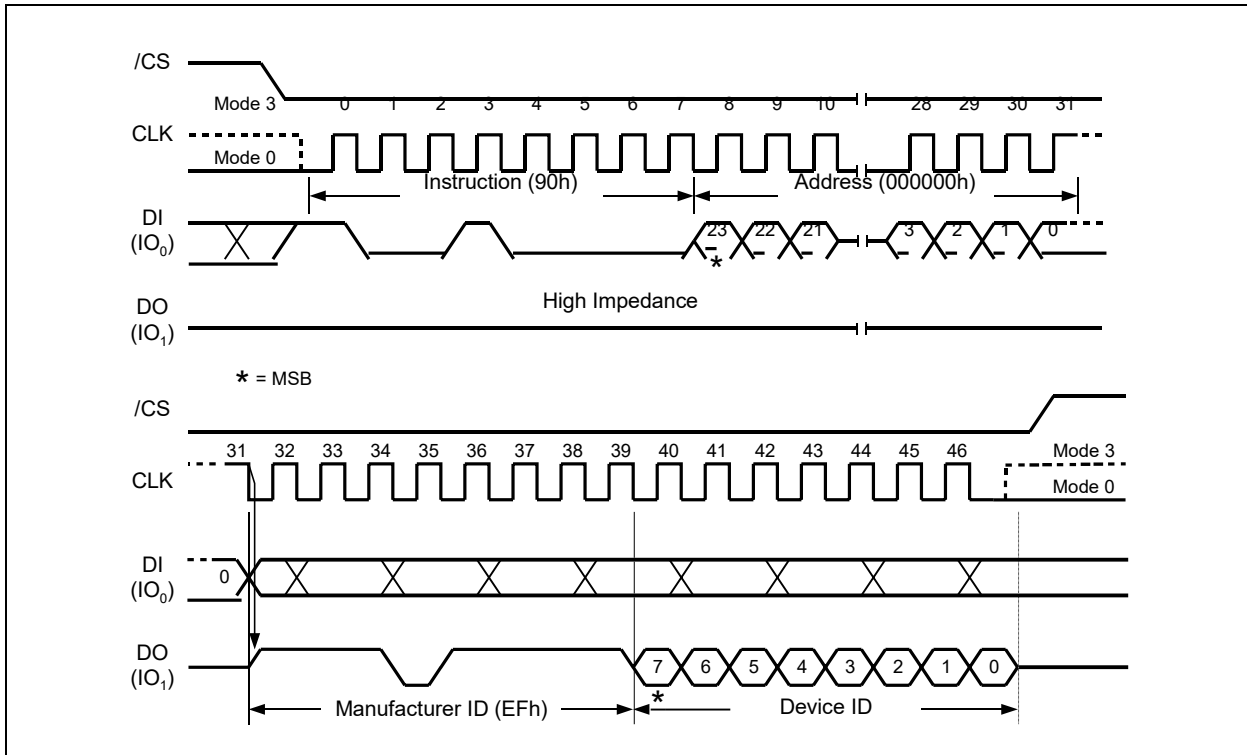 /CS
Mode 3 0 1 2 3 4 5 6 7 8 9 10 28 29 30 31
CLK
Mode 0
Instruction (90h) Address (000000h)
DI
(IO0)
23 22 21 3 2 1 0
*
DO
(IO1)
High Impedance
* = MSB
/CS
31 32 33 34 35 36 37 38 39 40 41 42 43 44 45 46 Mode 3
CLK
Mode 0
DI
(IO0)
0
DO
(IO1)
7 6 5 4 3 2 1 0
*
Manufacturer ID (EFh) Device ID